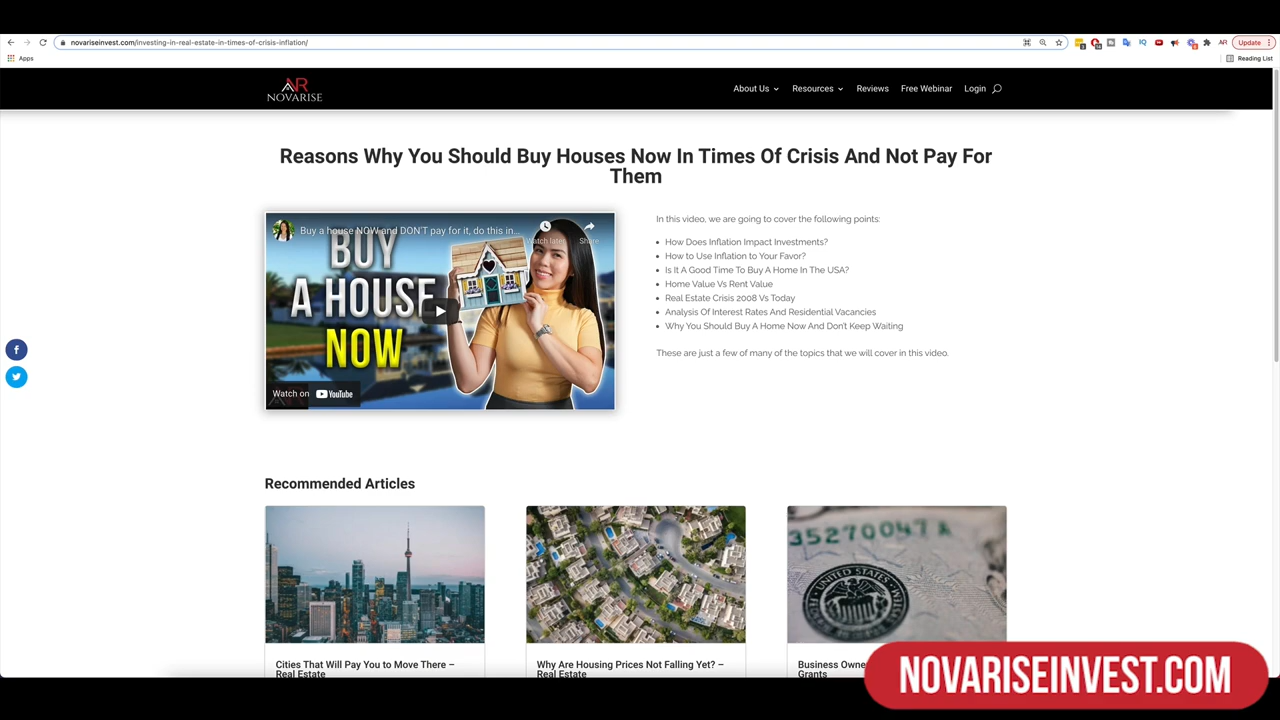 novariseinvest.com/investing-in-real-estate-in-times-of-crisis-inflation/
Update
Apps
Reading List
NOVARISE
About Us
Resources
Reviews
Free Webinar
Login
Reasons Why You Should Buy Houses Now In Times Of Crisis And Not Pay For
Them
Buy a house NOW and DON'T pay for it, do this in...
Watch later
Share
BUY
A HOUSE
NOW
Watch on YouTube
In this video, we are going to cover the following points:
How Does Inflation Impact Investments?
How to Use Inflation to Your Favor?
Is It A Good Time To Buy A Home In The USA?
Home Value Vs Rent Value
Real Estate Crisis 2008 Vs Today
Analysis Of Interest Rates And Residential Vacancies
Why You Should Buy A Home Now And Don't Keep Waiting
These are just a few of many of the topics that we will cover in this video.
Recommended Articles
35270047 A
UNITED STATES
Cities That Will Pay You to Move There –
Real Estate
Why Are Housing Prices Not Falling Yet? –
Real Estate
Business Owne
Grants
NOVARISEINVEST.COM